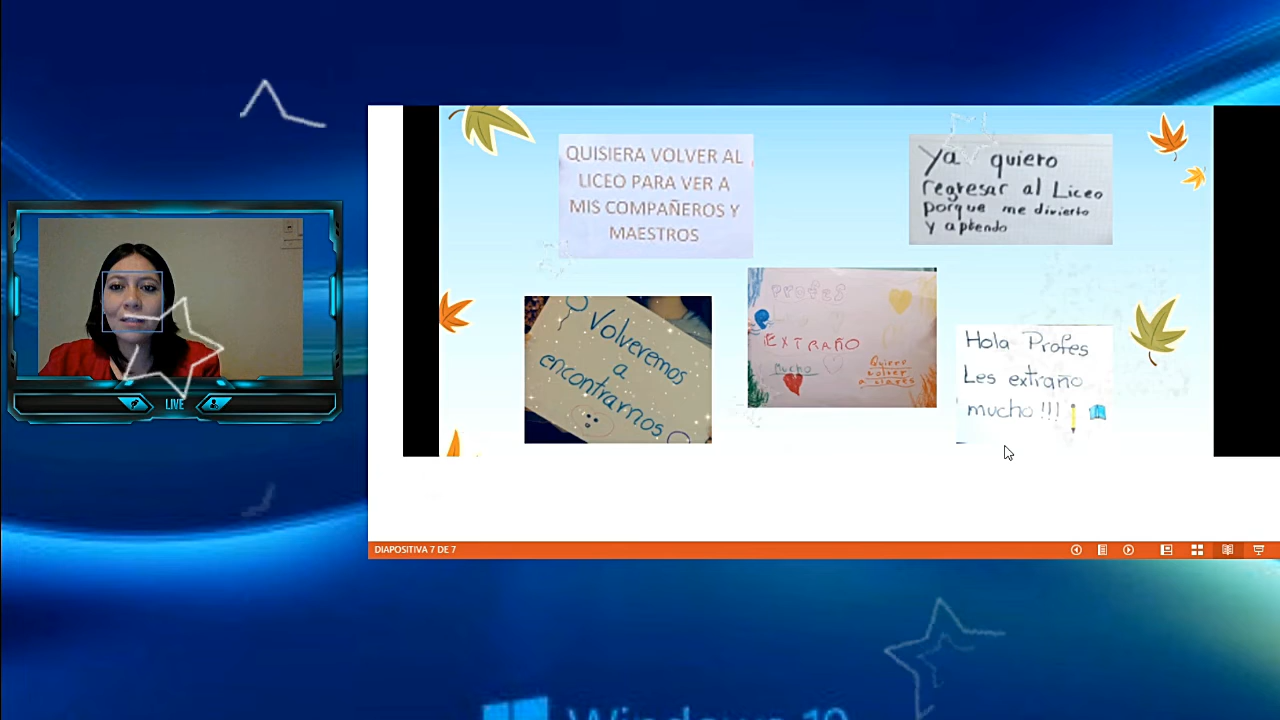 QUISIERA VOLVER AL
LICEO PARA VER A
MIS COMPAÑEROS Y
MAESTROS
Ya quiero
regresar al Liceo
porque me divierto
y aprendo
Volveremos
a
encontrarnos
Profes
EXTRAÑO
mucho
Quiero
volver
a clases
Hola Profes
Les extraño
mucho!!!
LIVE
DIAPOSITIVA 7 DE 7
Windows 10